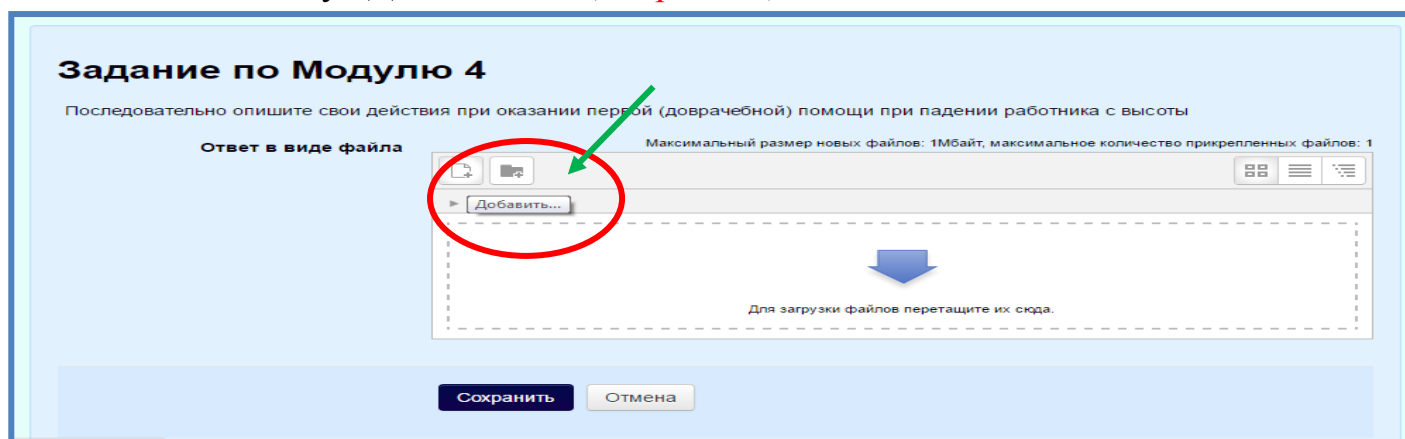 Задание по Модулю 4
Последовательно опишите свои действия при оказании первой (доврачебной) помощи при падении работника с высоты
Ответ в виде файла
Максимальный размер новых файлов: 1Мбайт, максимальное количество прикрепленных файлов: 1
Добавить...
Для загрузки файлов перетащите их сюда.
Сохранить Отмена